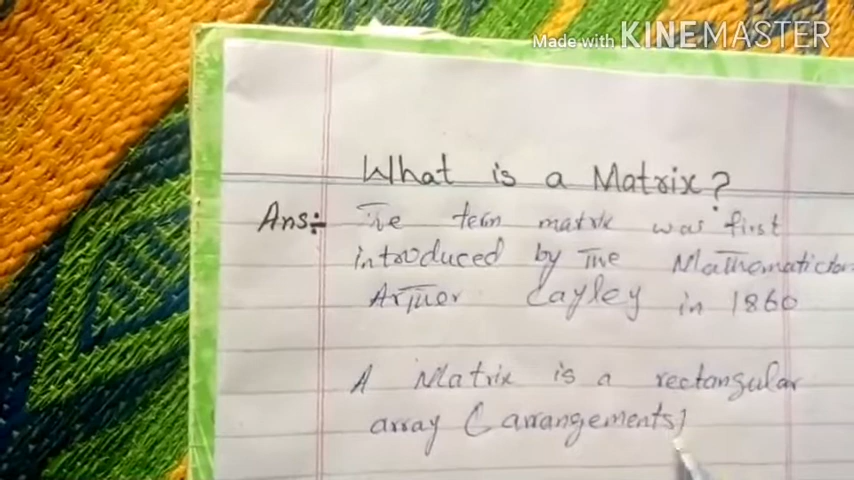 Made with KINEMASTER
What is a Matrix?
Ans:- The term matrix was first
introduced by the Mathematician
Arther Cayley in 1860
A Matrix is a rectangular
array (arrangements)